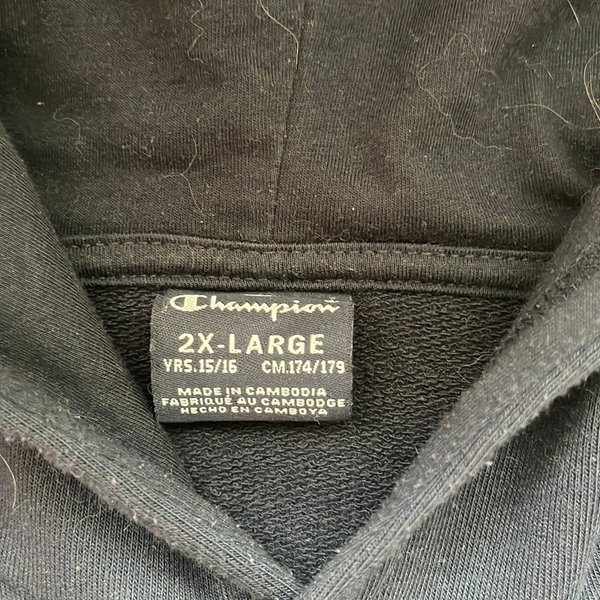 Champion
2X-LARGE
YRS.15/16 CM.174/179
MADE IN CAMBODIA
FABRIQUÉ AU CAMBODGE
HECHO EN CAMBOYA